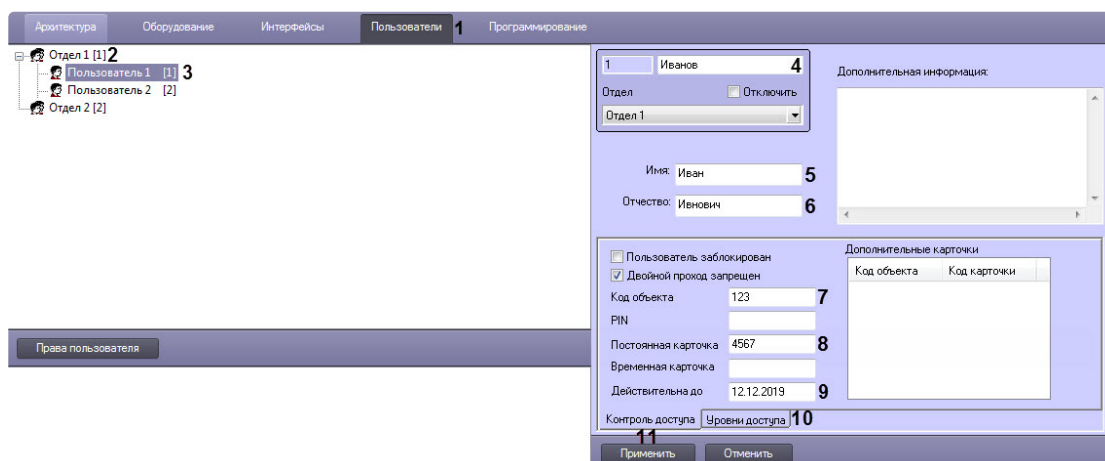 Архитектура Оборудование Интерфейсы Пользователи 1 Программирование
Отдел 1 [1] 2
Пользователь 1 [1] 3
Пользователь 2 [2]
Отдел 2 [2]
Права пользователя
1 Иванов 4
Отдел Отключить
Отдел 1
Имя: Иван 5
Отчество: Ивнович 6
Дополнительная информация:
Пользователь заблокирован
Двойной проход запрещен
Код объекта 123 7
PIN
Постоянная карточка 4567 8
Временная карточка
Действительна до 12.12.2019 9
Дополнительные карточки
Код объекта Код карточки
Контроль доступа Уровни доступа 10
11
Применить Отменить